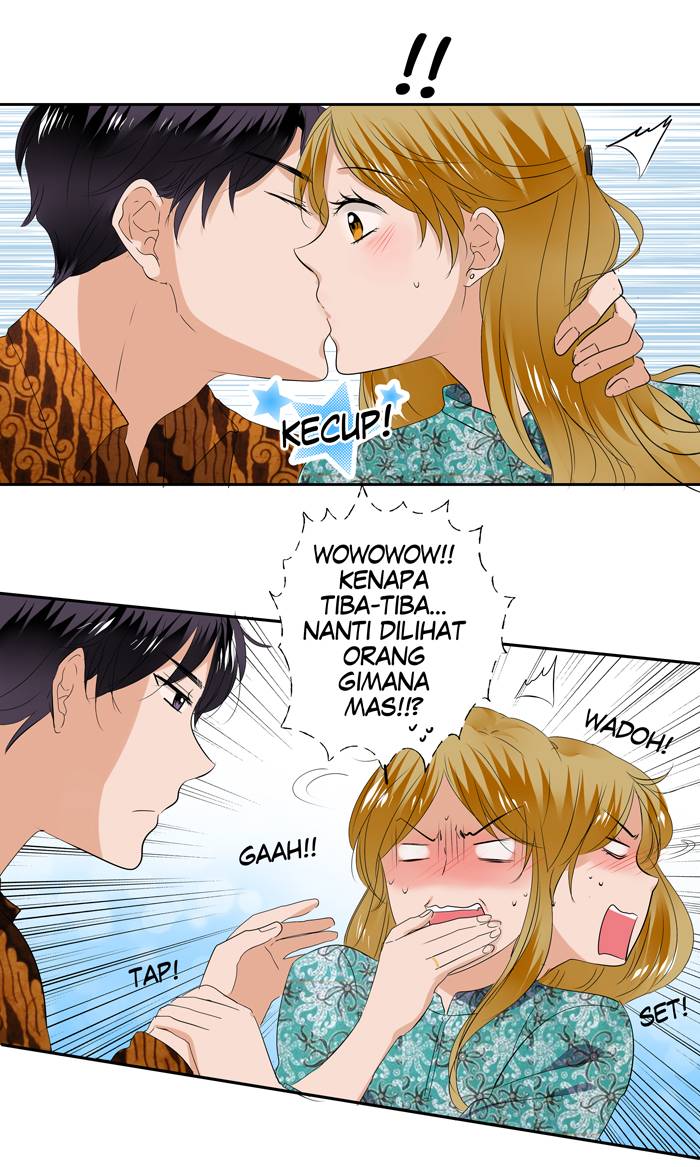 !!
KECUP!
WOWOWOW!!
KENAPA
TIBA-TIBA...
NANTI DILIHAT
ORANG
GIMANA
MAS!!?
WADOH!
GAAH!!
TAP!
SET!